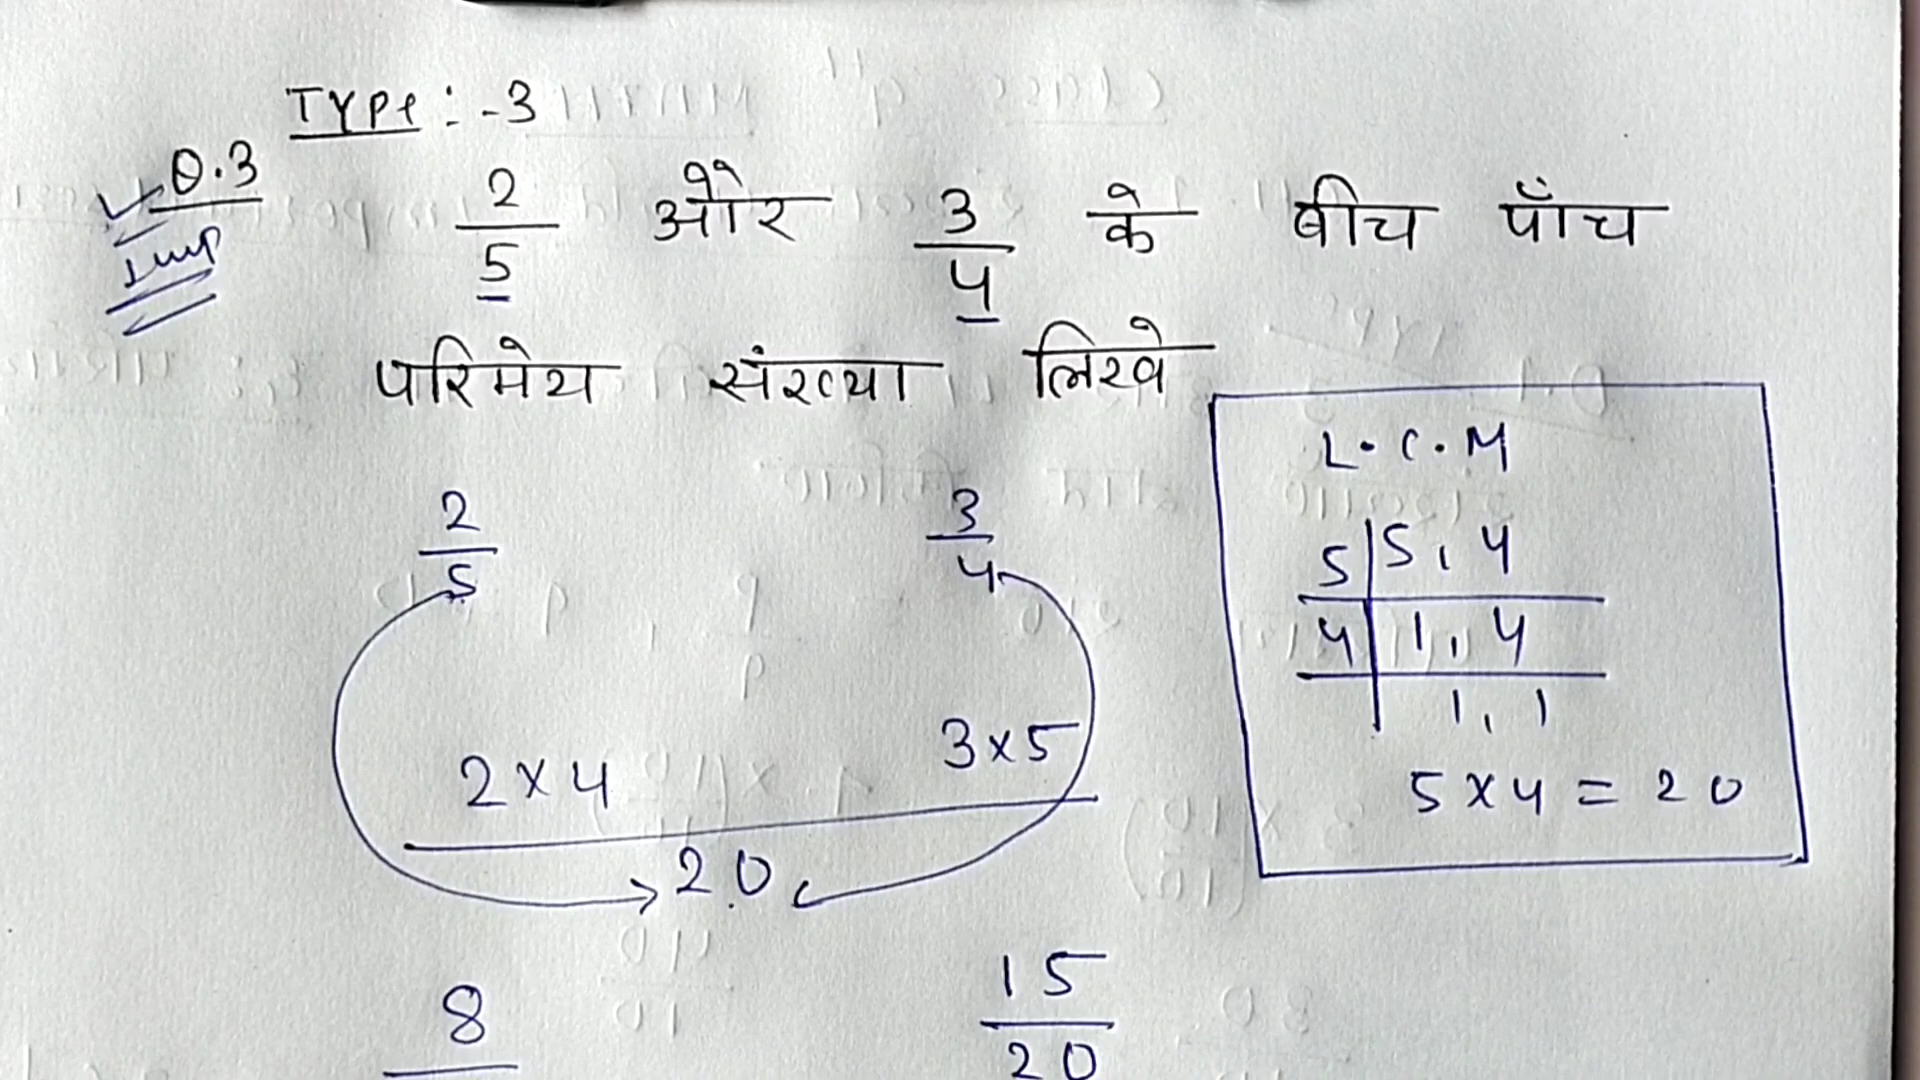 TYPE :- 3
Q.3
Imp
2/5 और 3/4 के बीच पाँच
परिमेय संख्या लिखे
2/5 3/4
L.C.M
5 | 5, 4
4 | 1, 4
1, 1
5 x 4 = 20
2 x 4 3 x 5
20
8 15/20